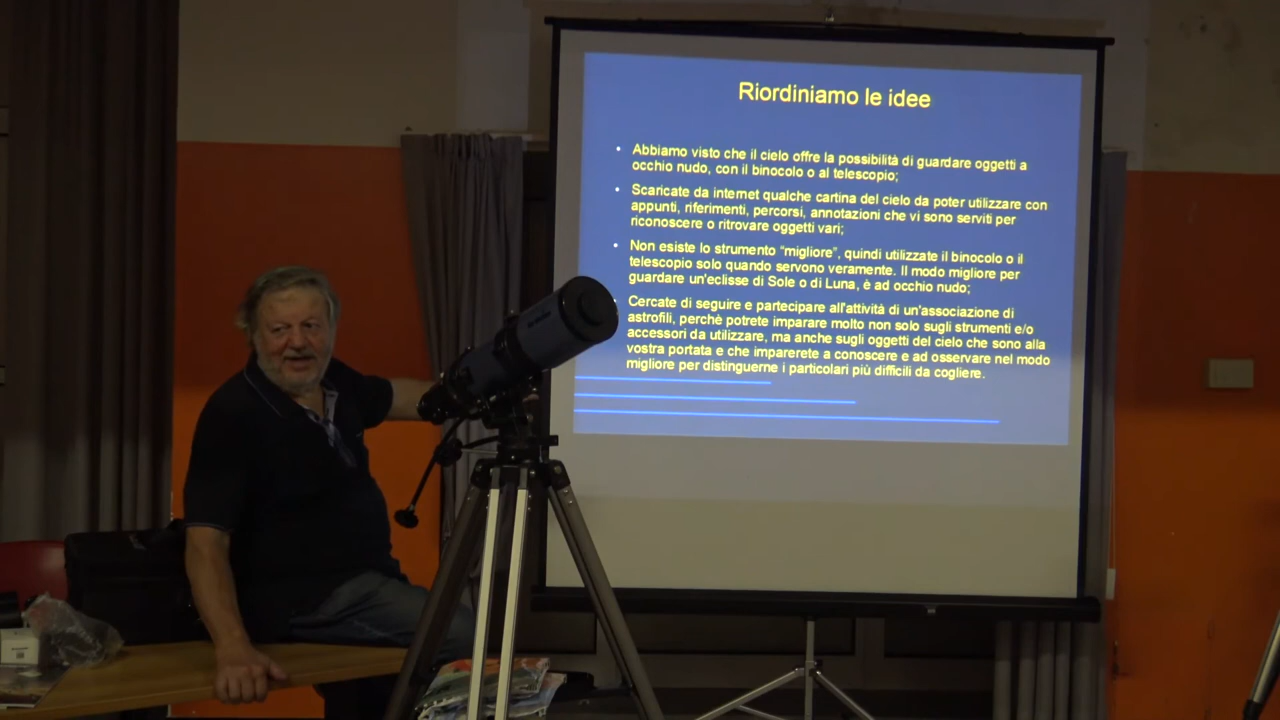 Riordiniamo le idee
• Abbiamo visto che il cielo offre la possibilità di guardare oggetti a
occhio nudo, con il binocolo o al telescopio;
• Scaricate da internet qualche cartina del cielo da poter utilizzare con
appunti, riferimenti, percorsi, annotazioni che vi sono serviti per
riconoscere o ritrovare oggetti vari;
• Non esiste lo strumento “migliore”, quindi utilizzate il binocolo o il
telescopio solo quando servono veramente. Il modo migliore per
guardare un'eclisse di Sole o di Luna, è ad occhio nudo;
Cercate di seguire e partecipare all'attività di un'associazione di
astrofili, perchè potrete imparare molto non solo sugli strumenti e/o
accessori da utilizzare, ma anche sugli oggetti del cielo che sono alla
vostra portata e che imparerete a conoscere e ad osservare nel modo
migliore per distinguerne i particolari più difficili da cogliere.